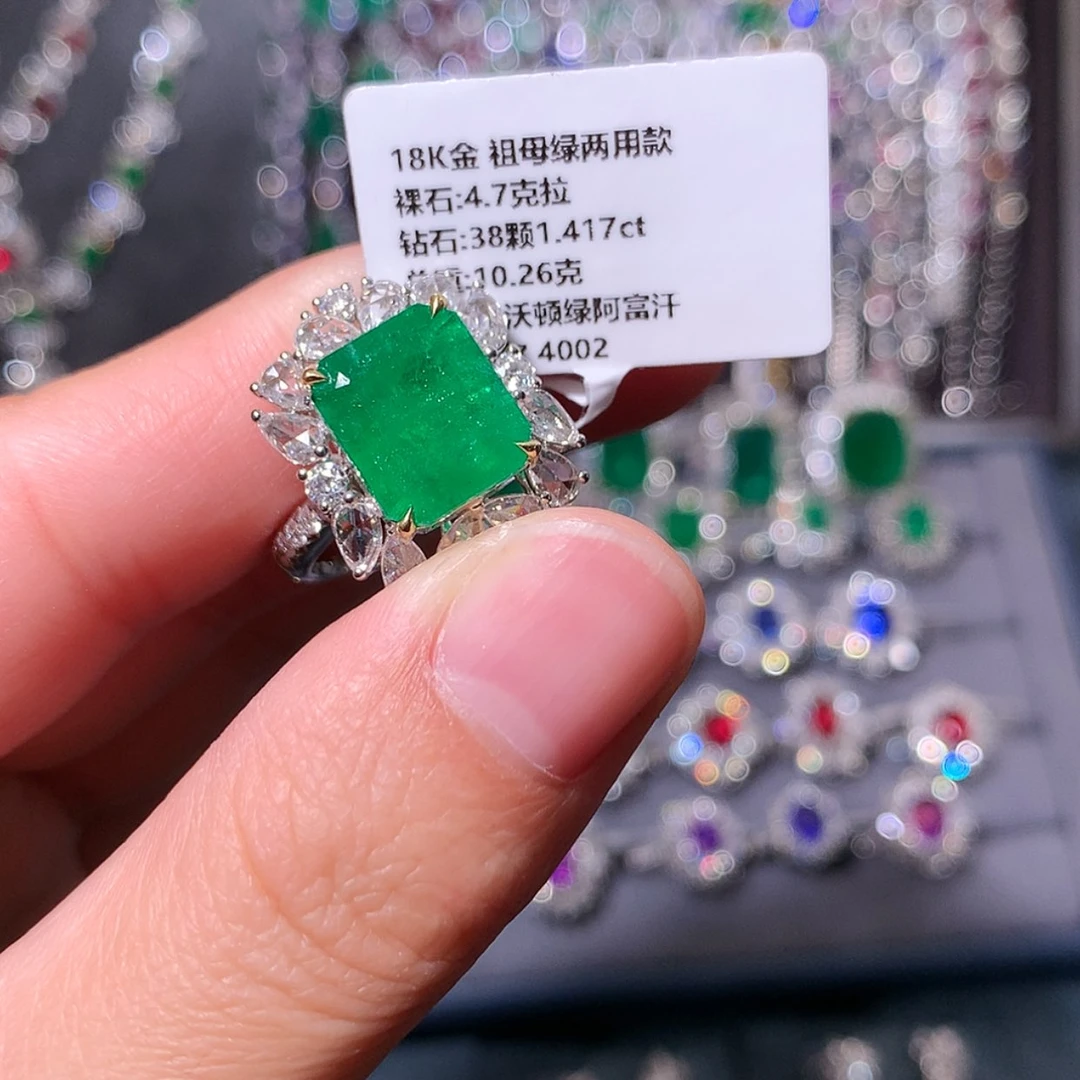 18K金 祖母绿两用款
裸石:4.7克拉
钻石:38颗1.417ct
:10.26克
沃顿绿阿富汗
4002